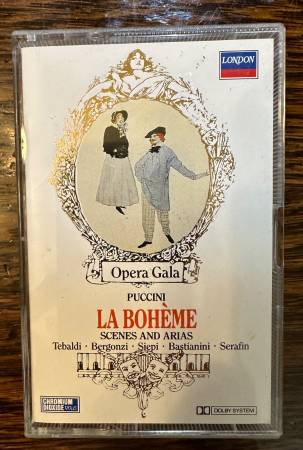 LONDON
Opera Gala
PUCCINI
LA BOHÈME
SCENES AND ARIAS
Tebaldi · Bergonzi · Siepi · Bastianini · Serafin
CHROMIUM
DIOXIDE
DOLBY SYSTEM